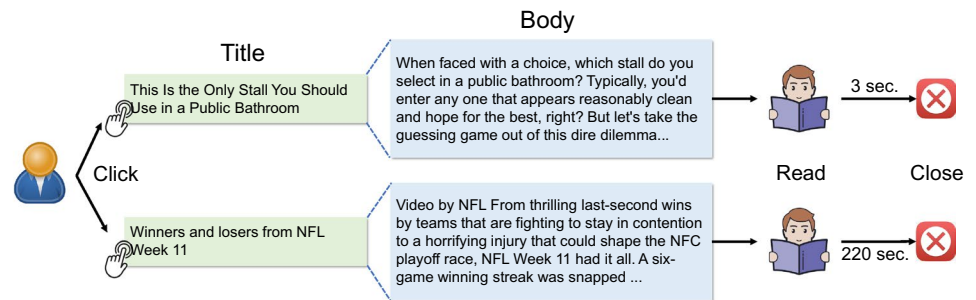 Title
Body
This Is the Only Stall You Should
Use in a Public Bathroom
When faced with a choice, which stall do you
select in a public bathroom? Typically, you'd
enter any one that appears reasonably clean
and hope for the best, right? But let's take the
guessing game out of this dire dilemma...
3 sec.
Click
Read
Close
Winners and losers from NFL
Week 11
Video by NFL From thrilling last-second wins
by teams that are fighting to stay in contention
to a horrifying injury that could shape the NFC
playoff race, NFL Week 11 had it all. A six-
game winning streak was snapped ...
220 sec.